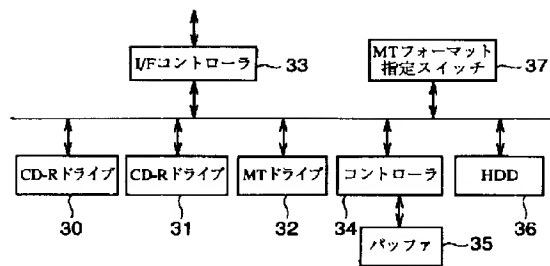 I/Fコントローラ
33
MTフォーマット
指定スイッチ
37
CD-Rドライブ
CD-Rドライブ
MTドライブ
コントローラ
HDD
30
31
32
34
36
バッファ
35